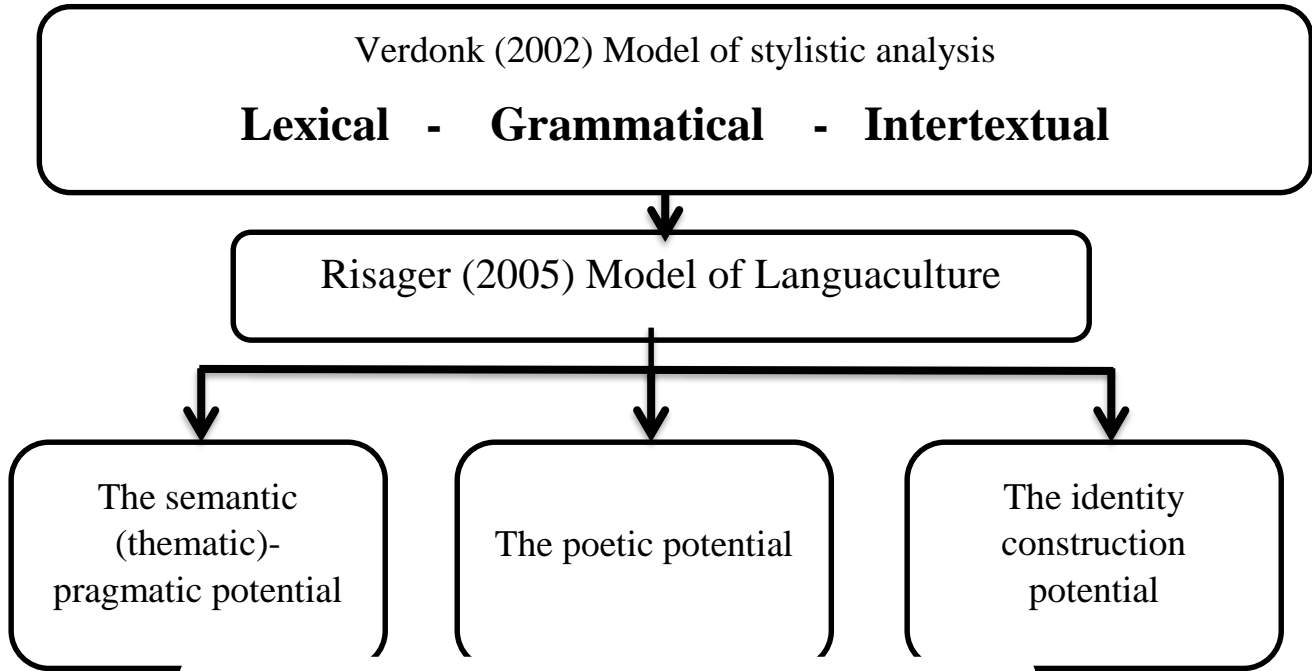 Verdonk (2002) Model of stylistic analysis
Lexical - Grammatical - Intertextual
Risager (2005) Model of Languaculture
The semantic
(thematic)-
pragmatic potential
The poetic potential
The identity
construction
potential